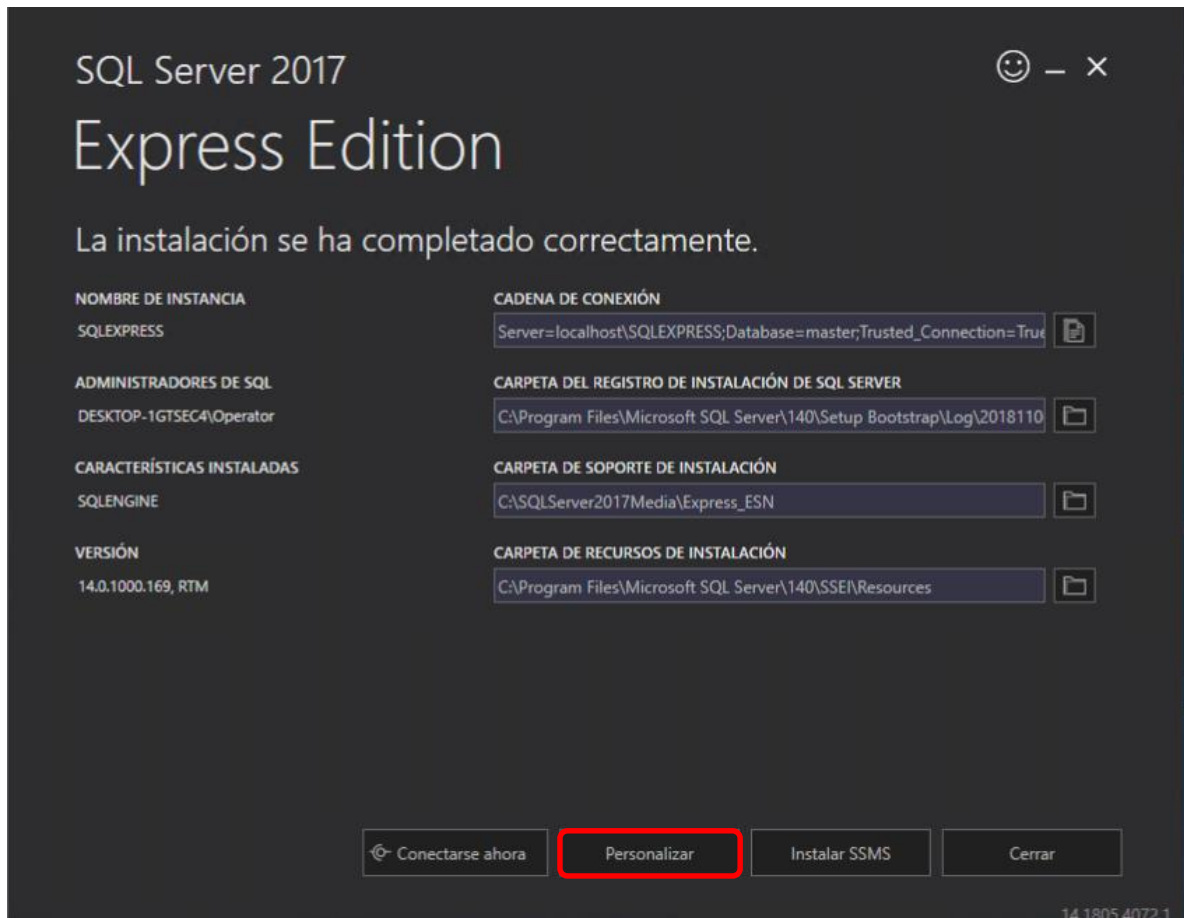 SQL Server 2017
Express Edition
La instalación se ha completado correctamente.
NOMBRE DE INSTANCIA
SQLEXPRESS
CADENA DE CONEXIÓN
Server=localhost\SQLEXPRESS;Database=master;Trusted_Connection=True
ADMINISTRADORES DE SQL
DESKTOP-1GTSEC4\Operator
CARPETA DEL REGISTRO DE INSTALACIÓN DE SQL SERVER
C:\Program Files\Microsoft SQL Server\140\Setup Bootstrap\Log\2018110
CARACTERÍSTICAS INSTALADAS
SQLENGINE
CARPETA DE SOPORTE DE INSTALACIÓN
C:\SQLServer2017Media\Express_ESN
VERSIÓN
14.0.1000.169, RTM
CARPETA DE RECURSOS DE INSTALACIÓN
C:\Program Files\Microsoft SQL Server\140\SSEI\Resources
Conectarse ahora
Personalizar
Instalar SSMS
Cerrar
14.1805.4072.1